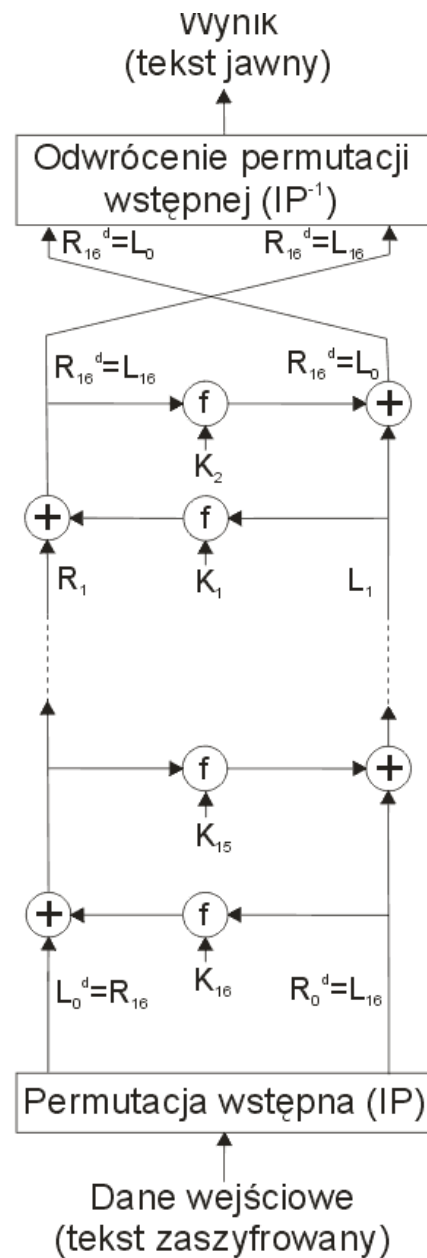 Wynik
(tekst jawny)
Odwrócenie permutacji
wstępnej (IP⁻¹)
R₁₆ᵈ=L₀ R₁₆ᵈ=L₁₆
R₁₆ᵈ=L₁₆ f R₁₆ᵈ=L₀ +
K₂
+ f
R₁ K₁ L₁
f +
K₁₅
+ f
L₀ᵈ=R₁₆ K₁₆ R₀ᵈ=L₁₆
Permutacja wstępna (IP)
Dane wejściowe
(tekst zaszyfrowany)